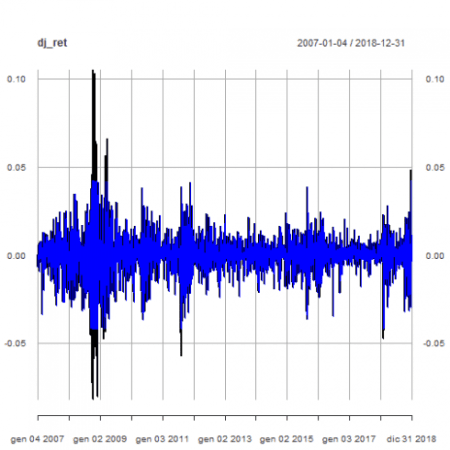 dj_ret 2007-01-04 / 2018-12-31
0.10 0.10
0.05 0.05
0.00 0.00
-0.05 -0.05
gen 04 2007 gen 02 2009 gen 03 2011 gen 02 2013 gen 02 2015 gen 03 2017 dic 31 2018